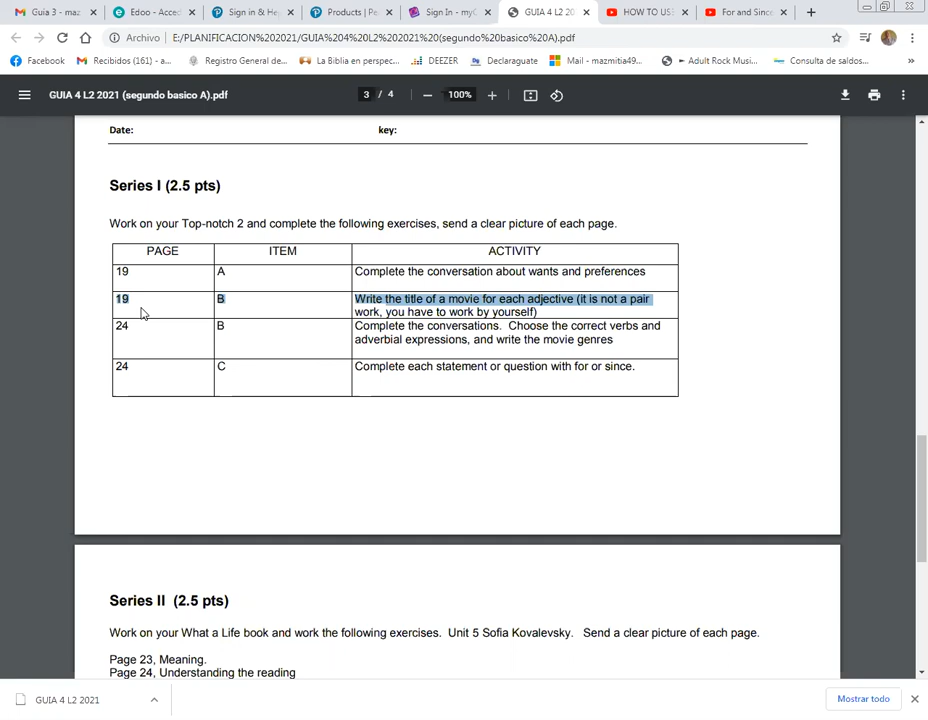 Guia 3 - maz
Edoo - Acced
Sign in & He
Products | Pe
Sign In - myC
GUIA 4 L2 20
HOW TO USE
For and Since
Archivo | E:/PLANIFICACION%202021/GUIA%204%20L2%202021%20(segundo%20basico%20A).pdf
Facebook
Recibidos (161) - a...
Registro General de...
La Biblia en perspec...
DEEZER
Declaraguate
Mail - mazmitia49...
► Adult Rock Musi...
Consulta de saldos...
»
GUIA 4 L2 2021 (segundo basico A).pdf
3 / 4
100%
Date: key:
Series I (2.5 pts)
Work on your Top-notch 2 and complete the following exercises, send a clear picture of each page.
PAGE ITEM ACTIVITY
19 A Complete the conversation about wants and preferences
19 B Write the title of a movie for each adjective (it is not a pair
work, you have to work by yourself)
24 B Complete the conversations. Choose the correct verbs and
adverbial expressions, and write the movie genres
24 C Complete each statement or question with for or since.
Series II (2.5 pts)
Work on your What a Life book and work the following exercises. Unit 5 Sofia Kovalevsky. Send a clear picture of each page.
Page 23, Meaning.
Page 24, Understanding the reading
GUIA 4 L2 2021
Mostrar todo